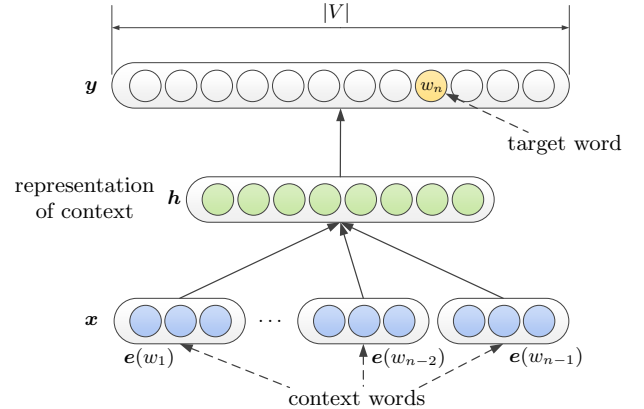 |V|
y
w_n
target word
representation
of context
h
x
...
e(w_1)
e(w_{n-2})
e(w_{n-1})
context words